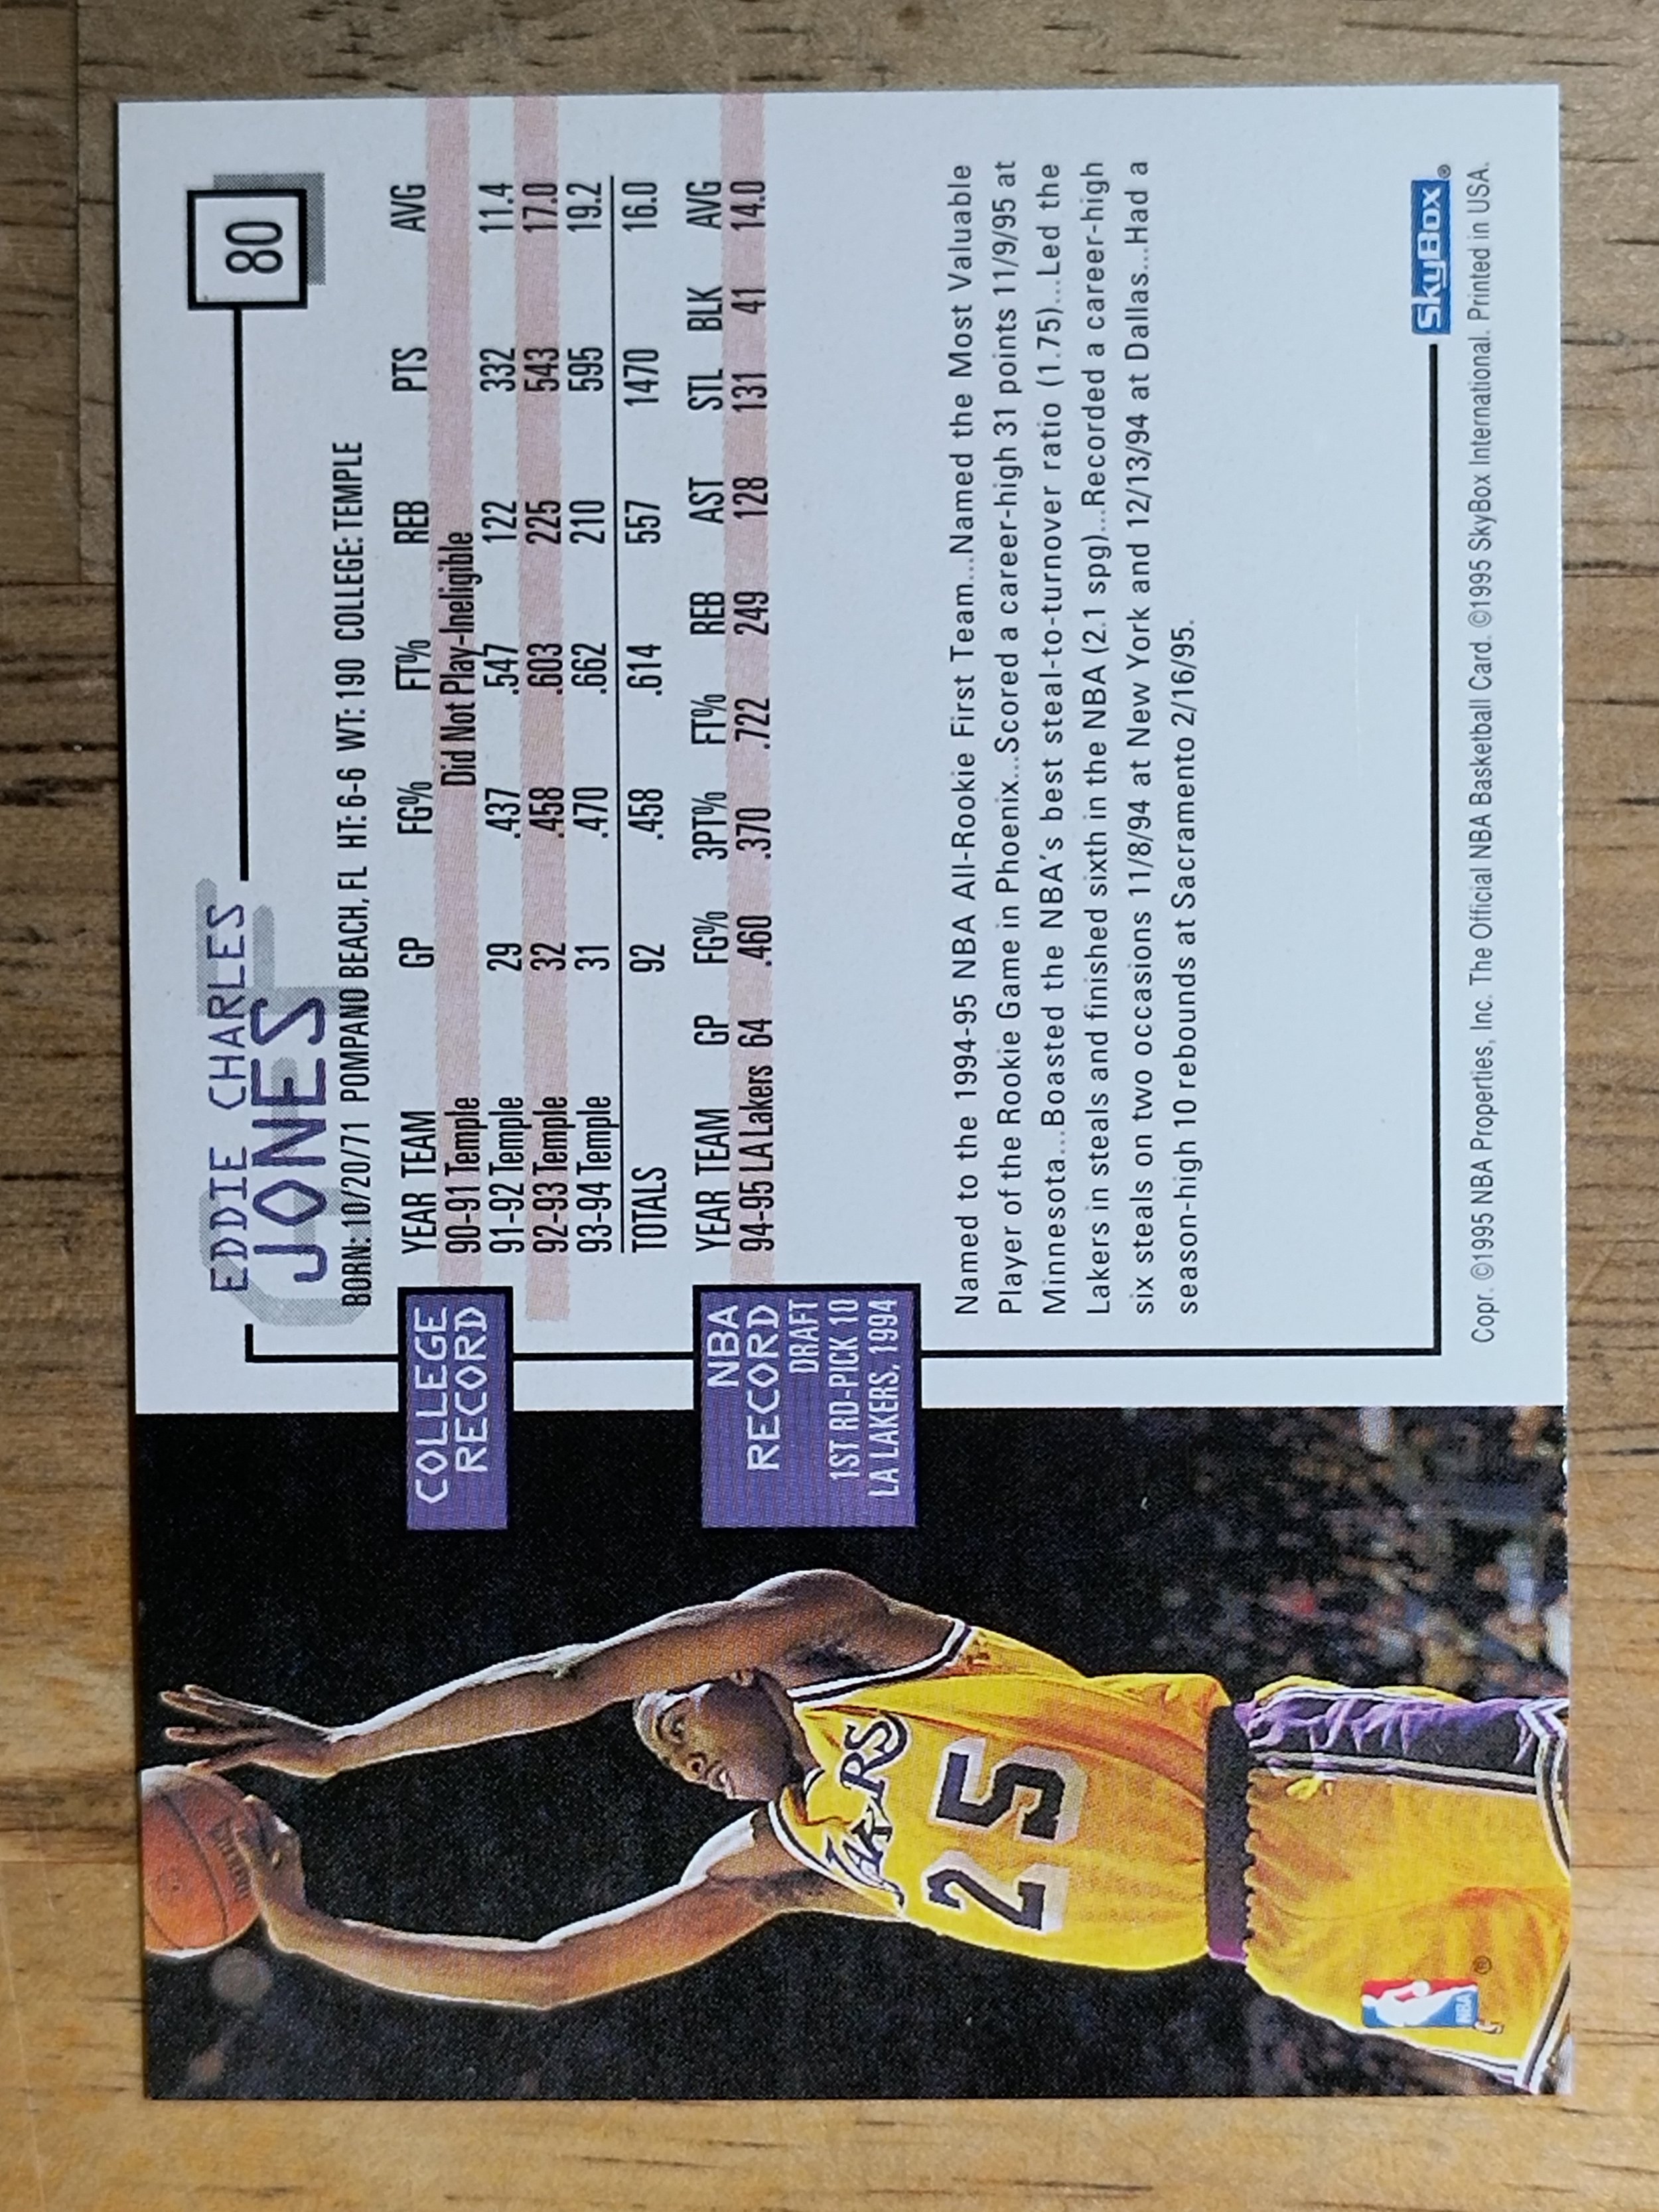 80
EDDIE CHARLES
JONES
BORN: 10/20/71 POMPANO BEACH, FL HT: 6-6 WT: 190 COLLEGE: TEMPLE
COLLEGE
RECORD
YEAR TEAM GP FG% FT% REB PTS AVG
90-91 Temple Did Not Play-Ineligible
91-92 Temple 29 .437 .547 122 332 11.4
92-93 Temple 32 .458 .603 225 543 17.0
93-94 Temple 31 .470 .662 210 595 19.2
TOTALS 92 .458 .614 557 1470 16.0
NBA
RECORD
DRAFT
1ST RD-PICK 10
LA LAKERS, 1994
YEAR TEAM GP FG% 3PT% FT% REB AST STL BLK AVG
94-95 LA Lakers 64 .460 .370 .722 249 128 131 41 14.0
Named to the 1994-95 NBA All-Rookie First Team...Named the Most Valuable
Player of the Rookie Game in Phoenix...Scored a career-high 31 points 11/9/95 at
Minnesota...Boasted the NBA's best steal-to-turnover ratio (1.75)...Led the
Lakers in steals and finished sixth in the NBA (2.1 spg)...Recorded a career-high
six steals on two occasions 11/8/94 at New York and 12/13/94 at Dallas...Had a
season-high 10 rebounds at Sacramento 2/16/95.
SkyBox®
Copr. ©1995 NBA Properties, Inc. The Official NBA Basketball Card. ©1995 SkyBox International. Printed in USA.
LAKERS
25
NBA
®